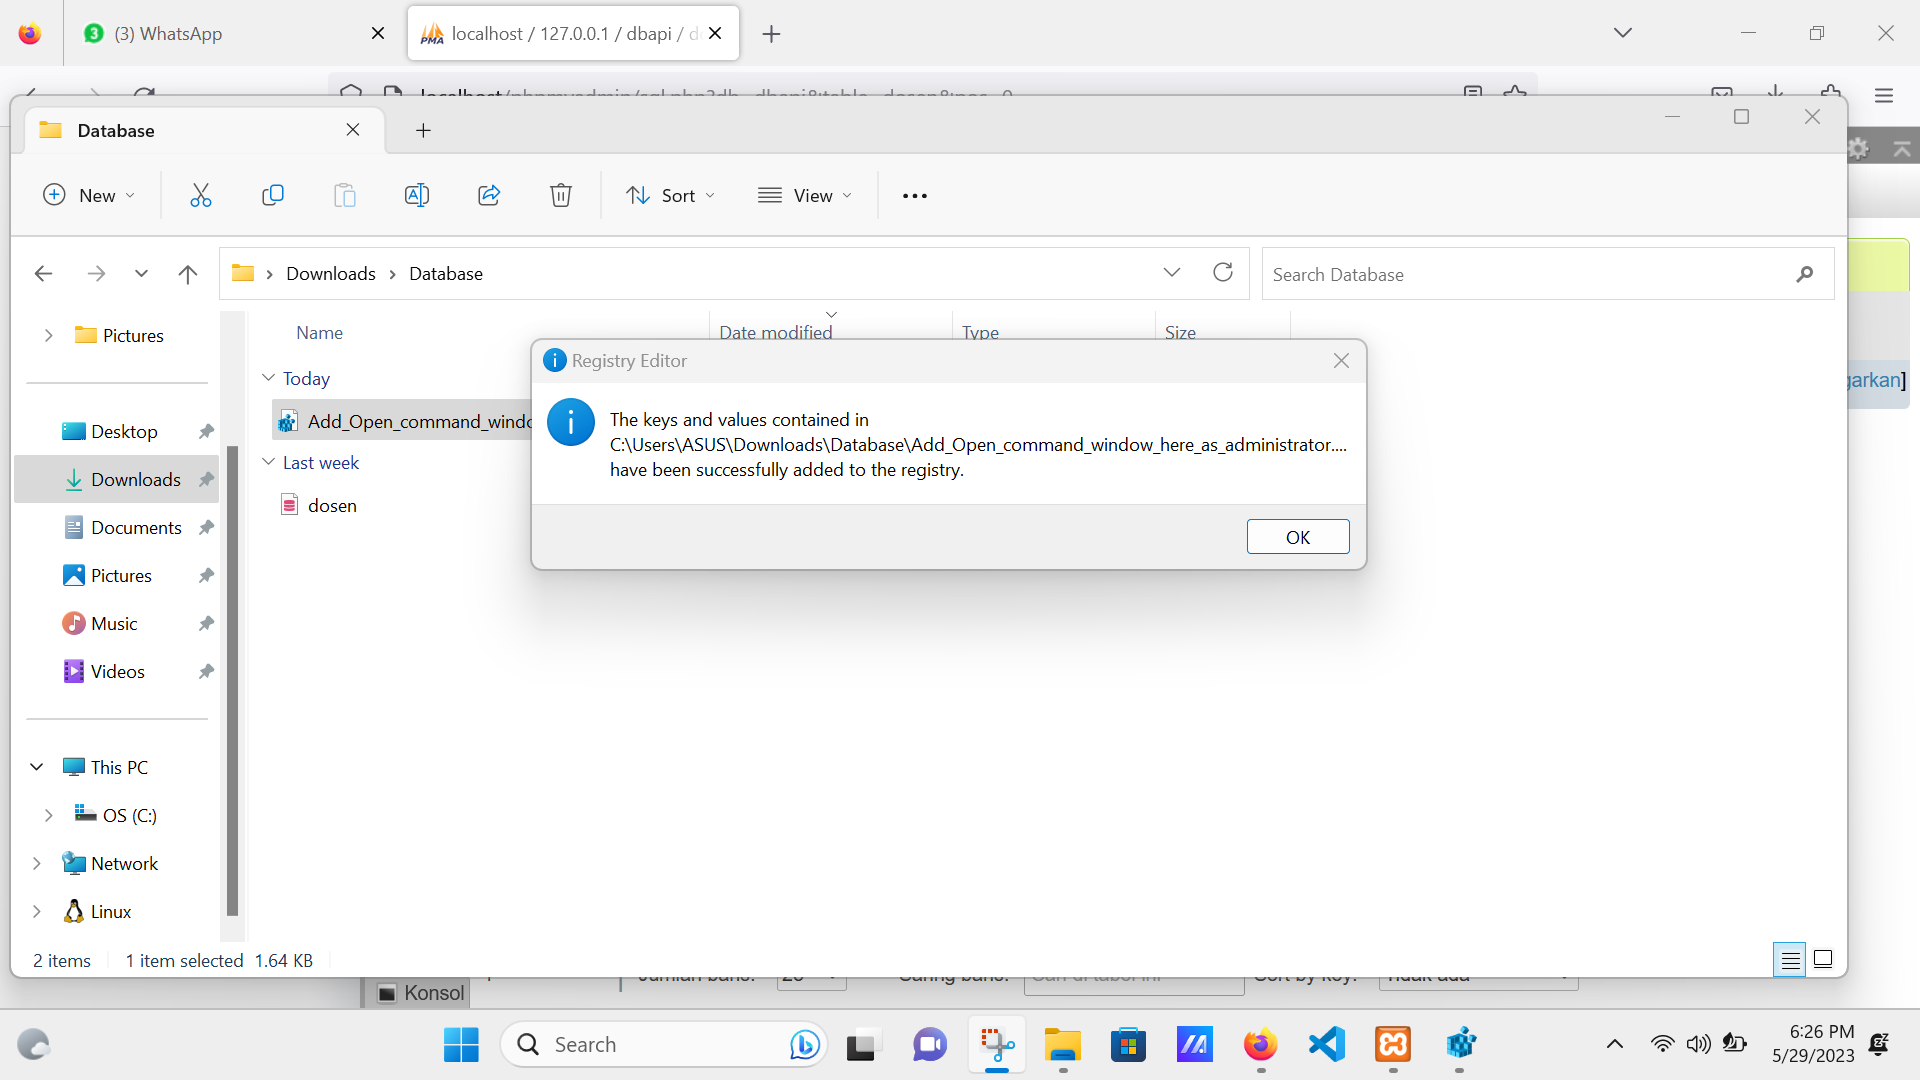 3
(3) WhatsApp
PMA
localhost / 127.0.0.1 / dbapi / d
Database
New
Sort
View
Downloads
Database
Search Database
Pictures
Desktop
Downloads
Documents
Pictures
Music
Videos
This PC
OS (C:)
Network
Linux
Name
Date modified
Type
Size
Today
Add_Open_command_windo
Last week
dosen
Registry Editor
The keys and values contained in
C:\Users\ASUS\Downloads\Database\Add_Open_command_window_here_as_administrator....
have been successfully added to the registry.
OK
garkan]
2 items
1 item selected 1.64 KB
Konsol
Search
6:26 PM
5/29/2023